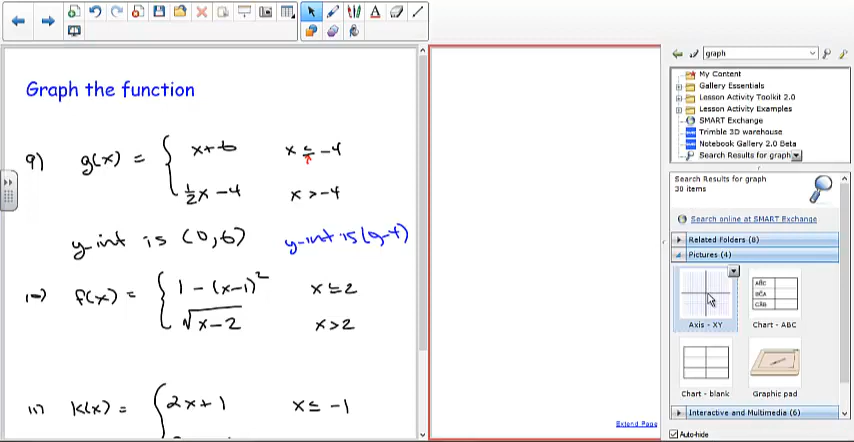 graph
My Content
Gallery Essentials
Lesson Activity Toolkit 2.0
Lesson Activity Examples
SMART Exchange
Trimble 3D warehouse
Notebook Gallery 2.0 Beta
Search Results for graph
Search Results for graph
30 items
Search online at SMART Exchange
Related Folders (8)
Pictures (4)
Axis - XY
Chart - ABC
Chart - blank
Graphic pad
Interactive and Multimedia (6)
Auto-hide
Extend Page
Graph the function
9) g(x) = { x+6 x ≤ -4
½x - 4 x > -4
y-int is (0,6) y-int is (0,-4)
10) f(x) = { 1 - (x-1)² x ≤ 2
√x-2 x > 2
11) k(x) = { 2x+1 x ≤ -1